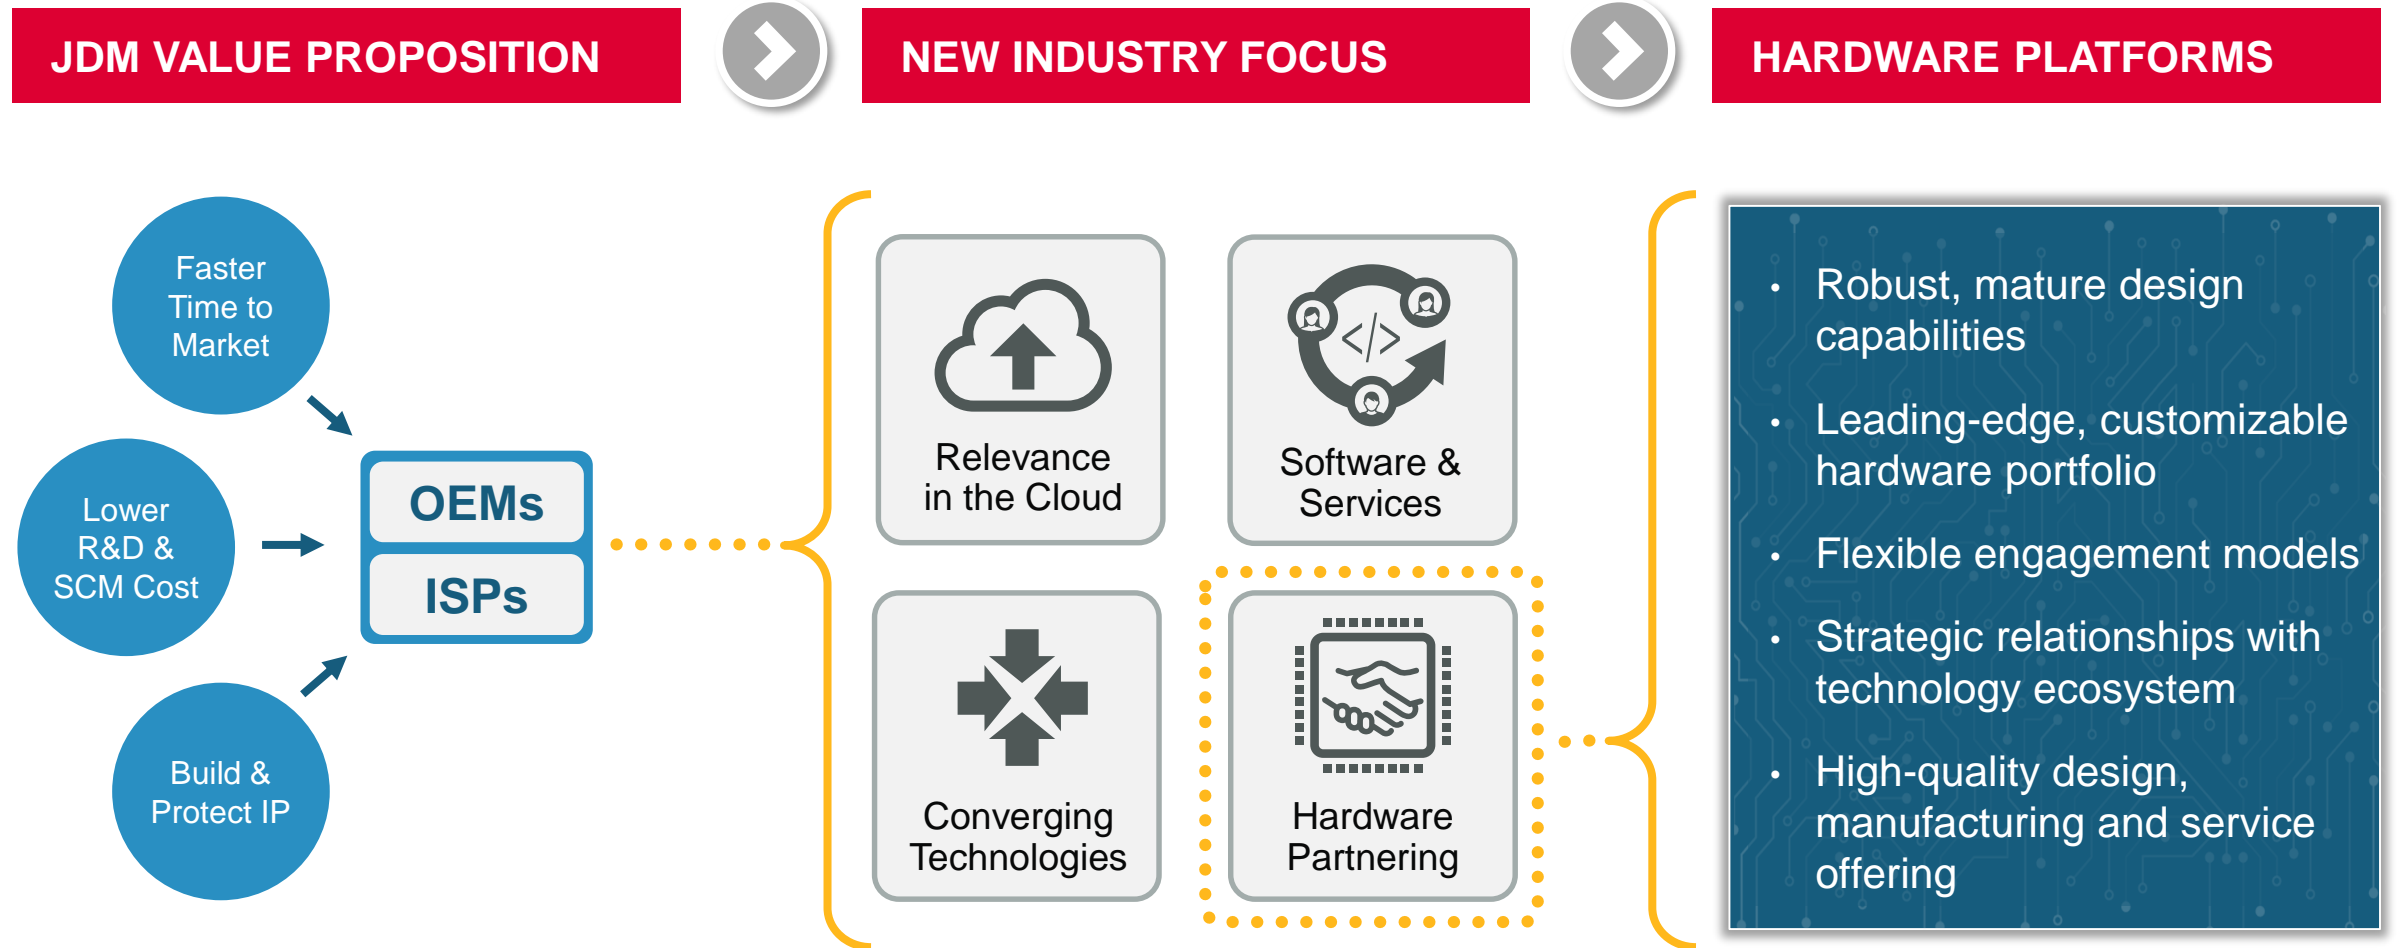 JDM VALUE PROPOSITION
NEW INDUSTRY FOCUS
HARDWARE PLATFORMS
Faster
Time to
Market
Lower
R&D &
SCM Cost
Build &
Protect IP
OEMs
ISPs
Relevance
in the Cloud
Software &
Services
</>
Converging
Technologies
Hardware
Partnering
• Robust, mature design
capabilities
• Leading-edge, customizable
hardware portfolio
• Flexible engagement models
• Strategic relationships with
technology ecosystem
• High-quality design,
manufacturing and service
offering